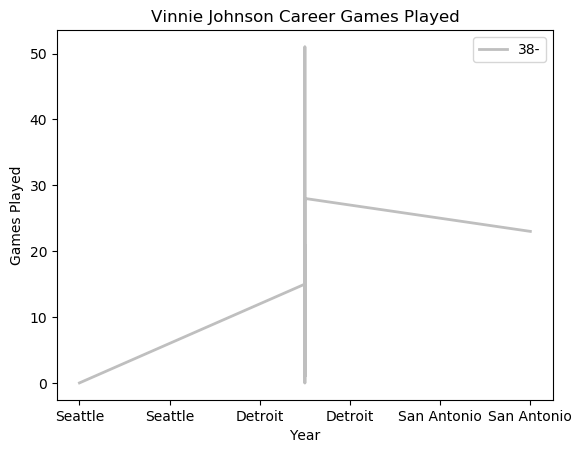 Vinnie Johnson Career Games Played
38-
50
40
30
20
10
0
Games Played
Seattle Seattle Detroit Detroit San Antonio San Antonio
Year